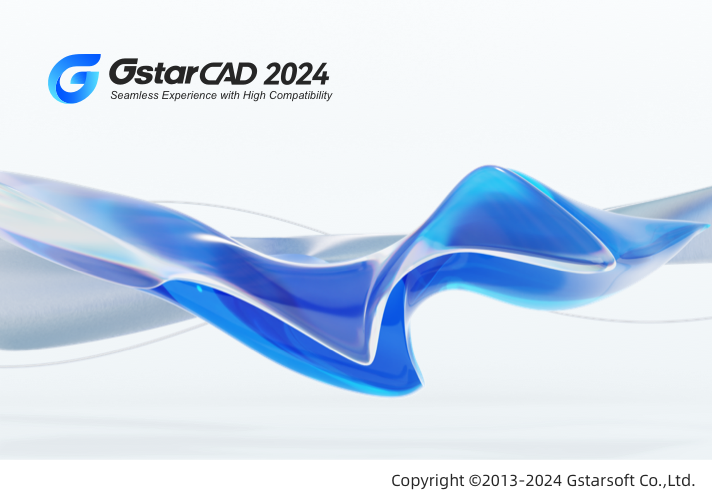 GstarCAD 2024
Seamless Experience with High Compatibility
Copyright ©2013-2024 Gstarsoft Co.,Ltd.